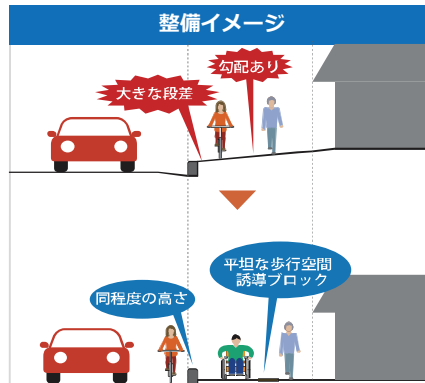 整備イメージ
勾配あり
大きな段差
平坦な歩行空間
誘導ブロック
同程度の高さ